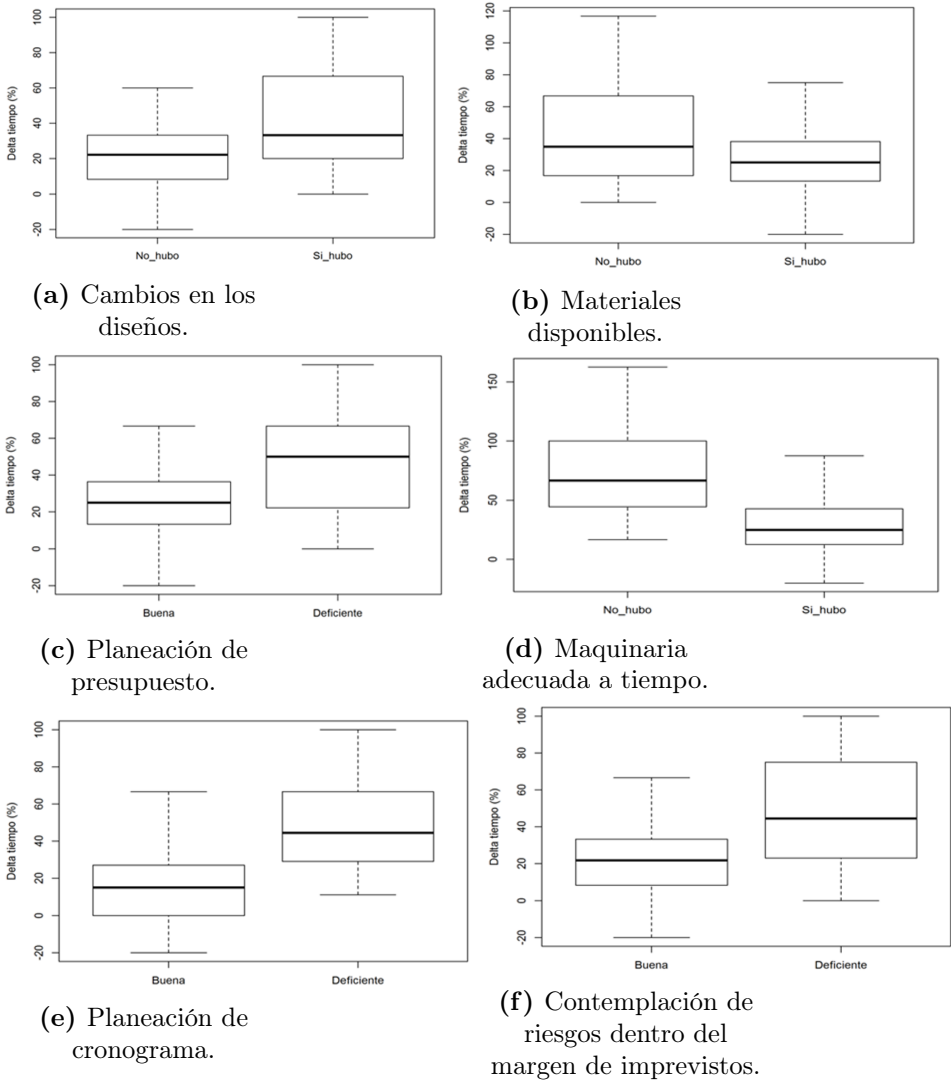 Delta tiempo (%)
-20
0
20
40
60
80
100
No_hubo Si_hubo
(a) Cambios en los
diseños.
Delta tiempo (%)
-20
0
20
40
60
80
100
120
No_hubo Si_hubo
(b) Materiales
disponibles.
Delta tiempo (%)
-20
0
20
40
60
80
100
Buena Deficiente
(c) Planeación de
presupuesto.
Delta tiempo (%)
0
50
100
150
No_hubo Si_hubo
(d) Maquinaria
adecuada a tiempo.
Delta tiempo (%)
-20
0
20
40
60
80
100
Buena Deficiente
(e) Planeación de
cronograma.
Delta tiempo (%)
-20
0
20
40
60
80
100
Buena Deficiente
(f) Contemplación de
riesgos dentro del
margen de imprevistos.